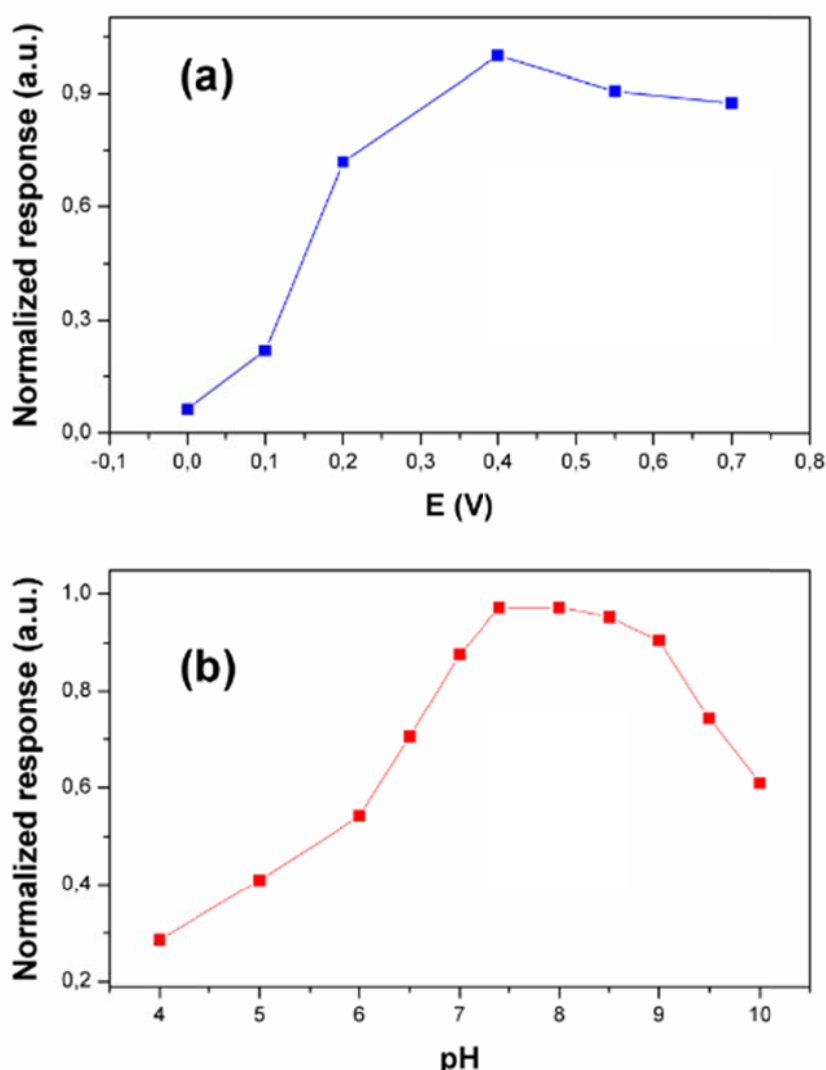 Normalized response (a.u.)
(a)
0,9
0,6
0,3
0,0
-0,1 0,0 0,1 0,2 0,3 0,4 0,5 0,6 0,7 0,8
E (V)
Normalized response (a.u.)
(b)
1,0
0,8
0,6
0,4
0,2
4 5 6 7 8 9 10
pH